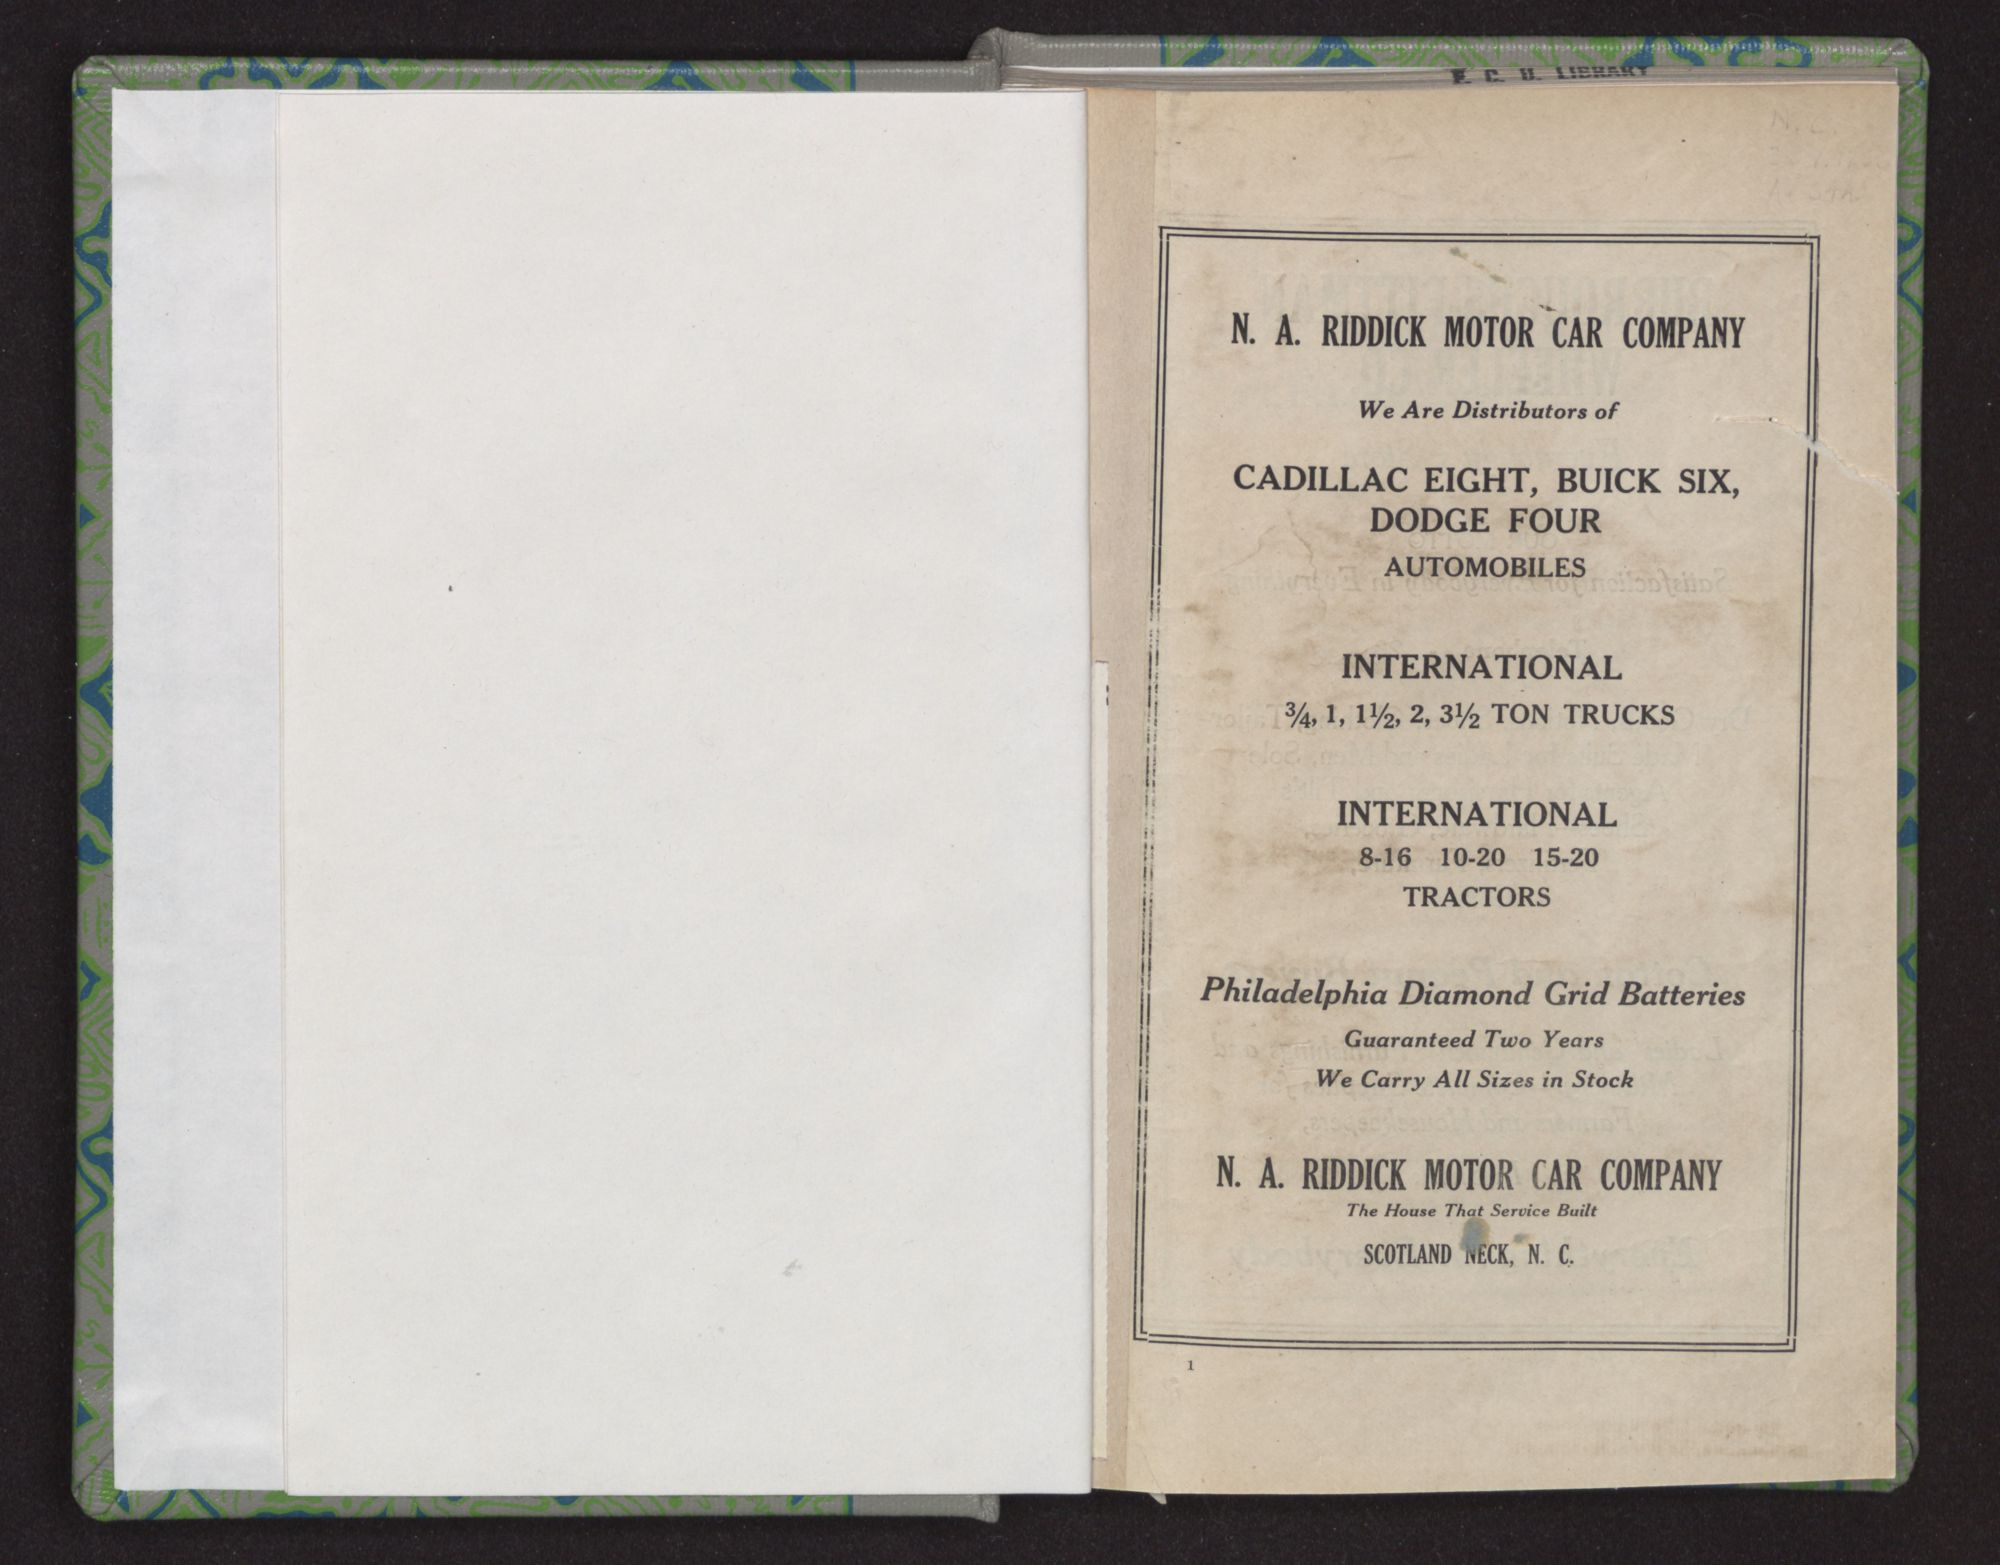 E. C. U. LIBRARY
N. C.
N. A. RIDDICK MOTOR CAR COMPANY
We Are Distributors of
CADILLAC EIGHT, BUICK SIX,
DODGE FOUR
AUTOMOBILES
INTERNATIONAL
¾, 1, 1½, 2, 3½ TON TRUCKS
INTERNATIONAL
8-16 10-20 15-20
TRACTORS
Philadelphia Diamond Grid Batteries
Guaranteed Two Years
We Carry All Sizes in Stock
N. A. RIDDICK MOTOR CAR COMPANY
The House That Service Built
SCOTLAND NECK, N. C.
1